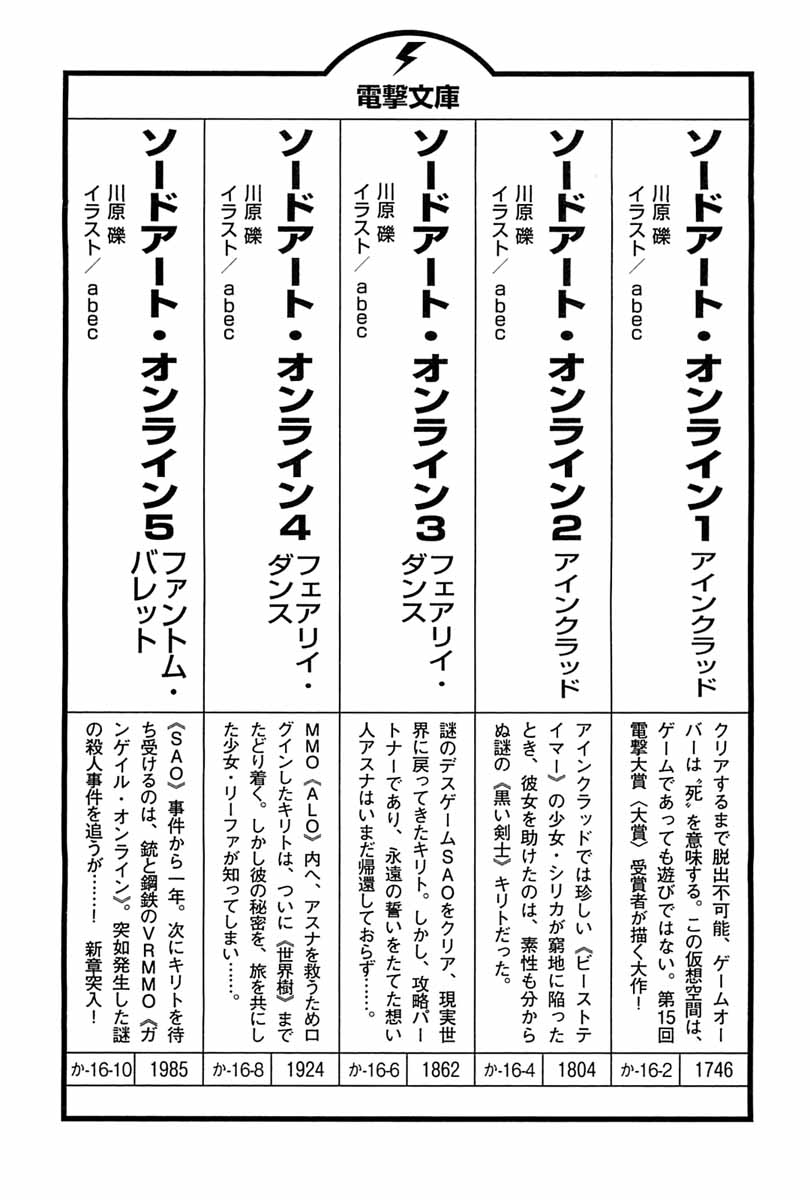 電撃文庫
ソードアート・オンライン1
アインクラッド
川原 礫
イラスト／abec
クリアするまで脱出不可能、ゲームオー
バーは〝死〟を意味する。この仮想空間は、
ゲームであっても遊びではない。第15回
電撃大賞〈大賞〉受賞者が描く大作！
か-16-2
1746
ソードアート・オンライン2
アインクラッド
川原 礫
イラスト／abec
アインクラッドでは珍しい《ビーストテ
イマー》の少女・シリカが窮地に陥った
とき、彼女を助けたのは、素性も分から
ぬ謎の《黒い剣士》キリトだった。
か-16-4
1804
ソードアート・オンライン3
フェアリィ・
ダンス
川原 礫
イラスト／abec
謎のデスゲームSAOをクリア、現実世
界に戻ってきたキリト。しかし、攻略パー
トナーであり、永遠の誓いをたてた想い
人アスナはいまだ帰還しておらず……。
か-16-6
1862
ソードアート・オンライン4
フェアリィ・
ダンス
川原 礫
イラスト／abec
MMO《ALO》内へ、アスナを救うためロ
グインしたキリトは、ついに《世界樹》まで
たどり着く。しかし彼の秘密を、旅を共にし
た少女・リーファが知ってしまい……。
か-16-8
1924
ソードアート・オンライン5
ファントム・
バレット
川原 礫
イラスト／abec
《SAO》事件から一年。次にキリトを待
ち受けるのは、銃と鋼鉄のVRMMO《ガ
ンゲイル・オンライン》。突如発生した謎
の殺人事件を追うが……！　新章突入！
か-16-10
1985